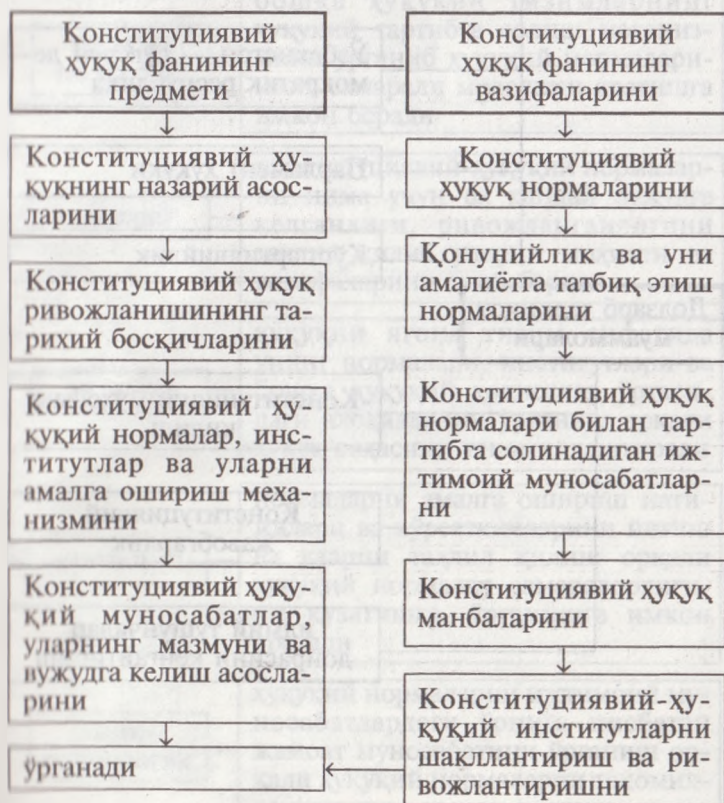 Конституциявий
ҳуқуқ фанининг
предмети
Конституциявий ҳу-
қуқнинг назарий асос-
ларини
Конституциявий ҳуқуқ
ривожланишининг та-
рихий босқичларини
Конституциявий ҳу-
қуқий нормалар, инс-
титутлар ва уларни
амалга ошириш меха-
низмини
Конституциявий ҳуқу-
қий муносабатлар,
уларнинг мазмуни ва
вужудга келиш асосла-
рини
ўрганади
Конституциявий
ҳуқуқ фанининг
вазифаларини
Конституциявий
ҳуқуқ нормаларини
Қонунийлик ва уни
амалиётга татбиқ этиш
нормаларини
Конституциявий ҳуқуқ
нормалари билан тар-
тибга солинадиган иж-
тимоий муносабатлар-
ни
Конституциявий ҳуқуқ
манбаларини
Конституциявий-ҳу-
қуқий институтларни
шакллантириш ва ри-
вожлантиришни